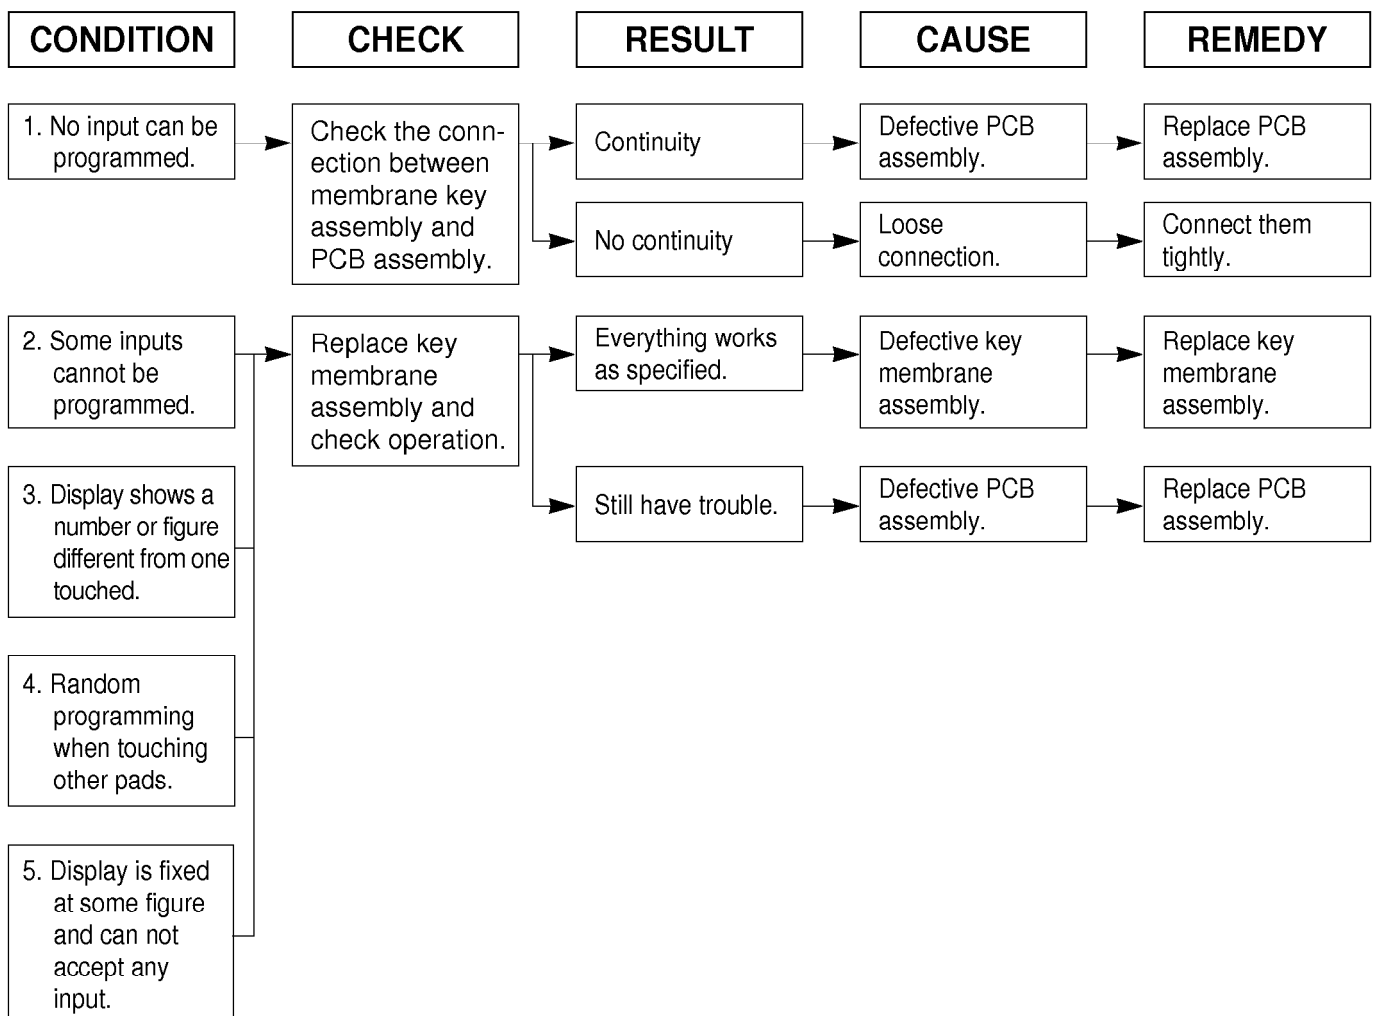 CONDITION
CHECK
RESULT
CAUSE
REMEDY
1. No input can be
programmed.
Check the conn-
ection between
membrane key
assembly and
PCB assembly.
Continuity
Defective PCB
assembly.
Replace PCB
assembly.
No continuity
Loose
connection.
Connect them
tightly.
2. Some inputs
cannot be
programmed.
Replace key
membrane
assembly and
check operation.
Everything works
as specified.
Defective key
membrane
assembly.
Replace key
membrane
assembly.
3. Display shows a
number or figure
different from one
touched.
Still have trouble.
Defective PCB
assembly.
Replace PCB
assembly.
4. Random
programming
when touching
other pads.
5. Display is fixed
at some figure
and can not
accept any
input.